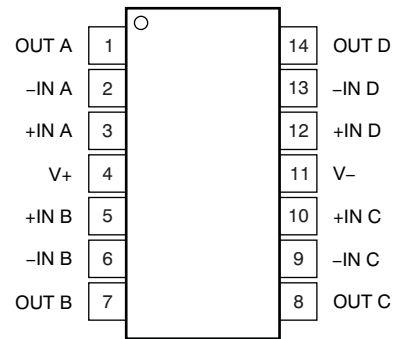 OUT A 1 14 OUT D
−IN A 2 13 −IN D
+IN A 3 12 +IN D
V+ 4 11 V−
+IN B 5 10 +IN C
−IN B 6 9 −IN C
OUT B 7 8 OUT C